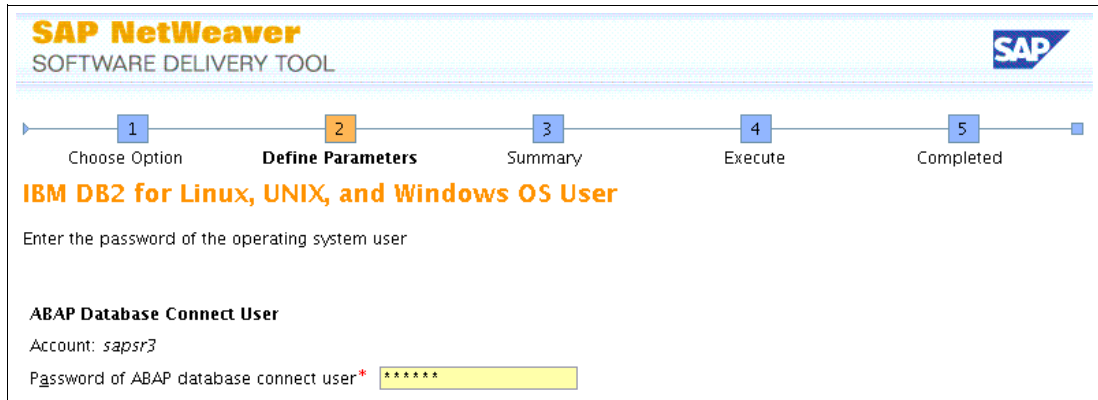 SAP NetWeaver
SOFTWARE DELIVERY TOOL
SAP
1 2 3 4 5
Choose Option Define Parameters Summary Execute Completed
IBM DB2 for Linux, UNIX, and Windows OS User
Enter the password of the operating system user
ABAP Database Connect User
Account: sapsr3
Password of ABAP database connect user* ******